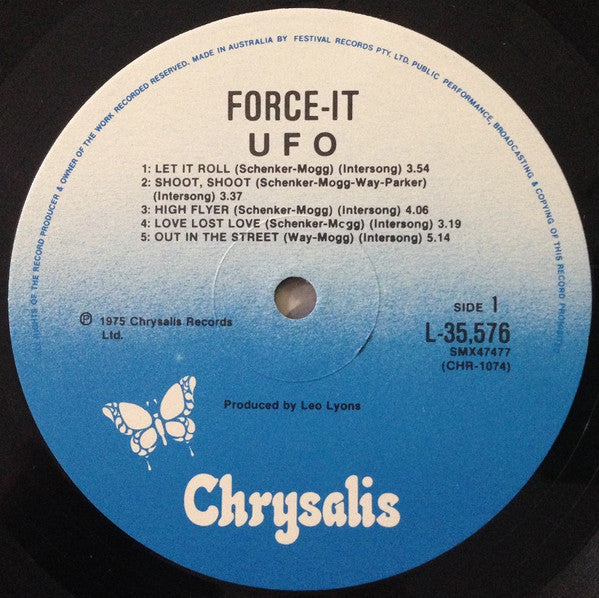 ALL RIGHTS OF THE RECORD PRODUCER & OWNER OF THE WORK RECORDED RESERVED. MADE IN AUSTRALIA BY FESTIVAL RECORDS PTY. LTD. PUBLIC PERFORMANCE, BROADCASTING & COPYING OF THIS RECORD PROHIBITED
FORCE-IT
UFO
1: LET IT ROLL (Schenker-Mogg) (Intersong) 3.54
2: SHOOT, SHOOT (Schenker-Mogg-Way-Parker)
(Intersong) 3.37
3: HIGH FLYER (Schenker-Mogg) (Intersong) 4.06
4: LOVE LOST LOVE (Schenker-Mogg) (Intersong) 3.19
5: OUT IN THE STREET (Way-Mogg) (Intersong) 5.14
℗ 1975 Chrysalis Records
Ltd.
SIDE 1
L-35,576
SMX47477
(CHR-1074)
Produced by Leo Lyons
Chrysalis